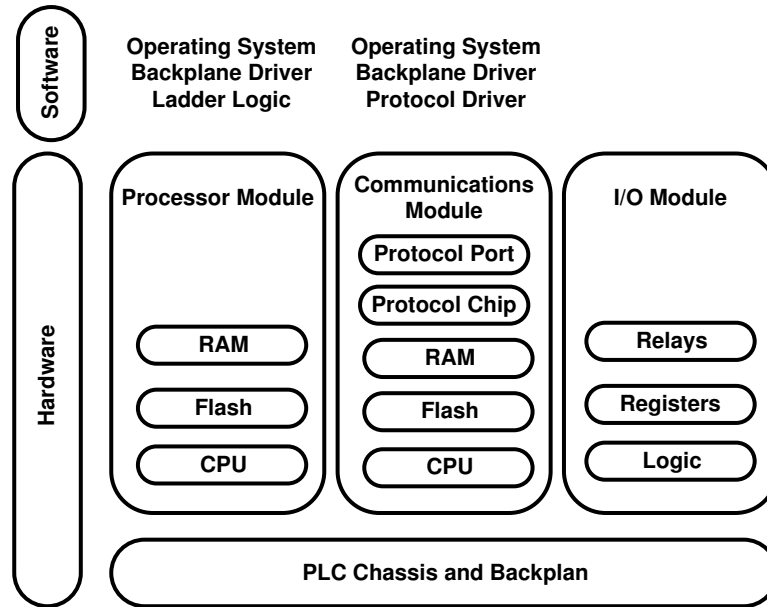 Software
Operating System
Backplane Driver
Ladder Logic
Operating System
Backplane Driver
Protocol Driver
Hardware
Processor Module
RAM
Flash
CPU
Communications
Module
Protocol Port
Protocol Chip
RAM
Flash
CPU
I/O Module
Relays
Registers
Logic
PLC Chassis and Backplan